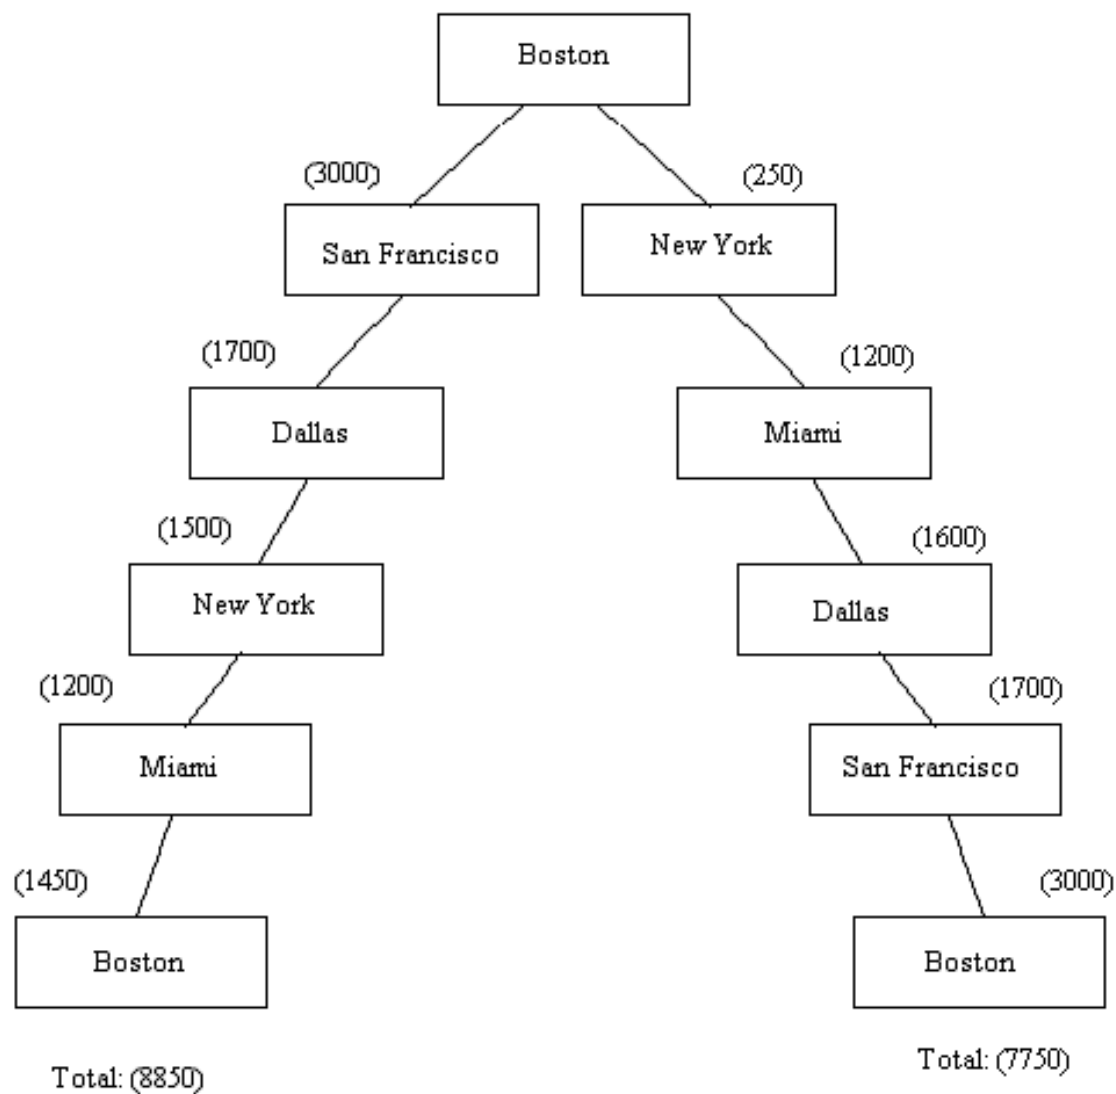 Boston
(3000)
(250)
San Francisco
New York
(1700)
(1200)
Dallas
Miami
(1500)
(1600)
New York
Dallas
(1200)
(1700)
Miami
San Francisco
(1450)
(3000)
Boston
Boston
Total: (8850)
Total: (7750)